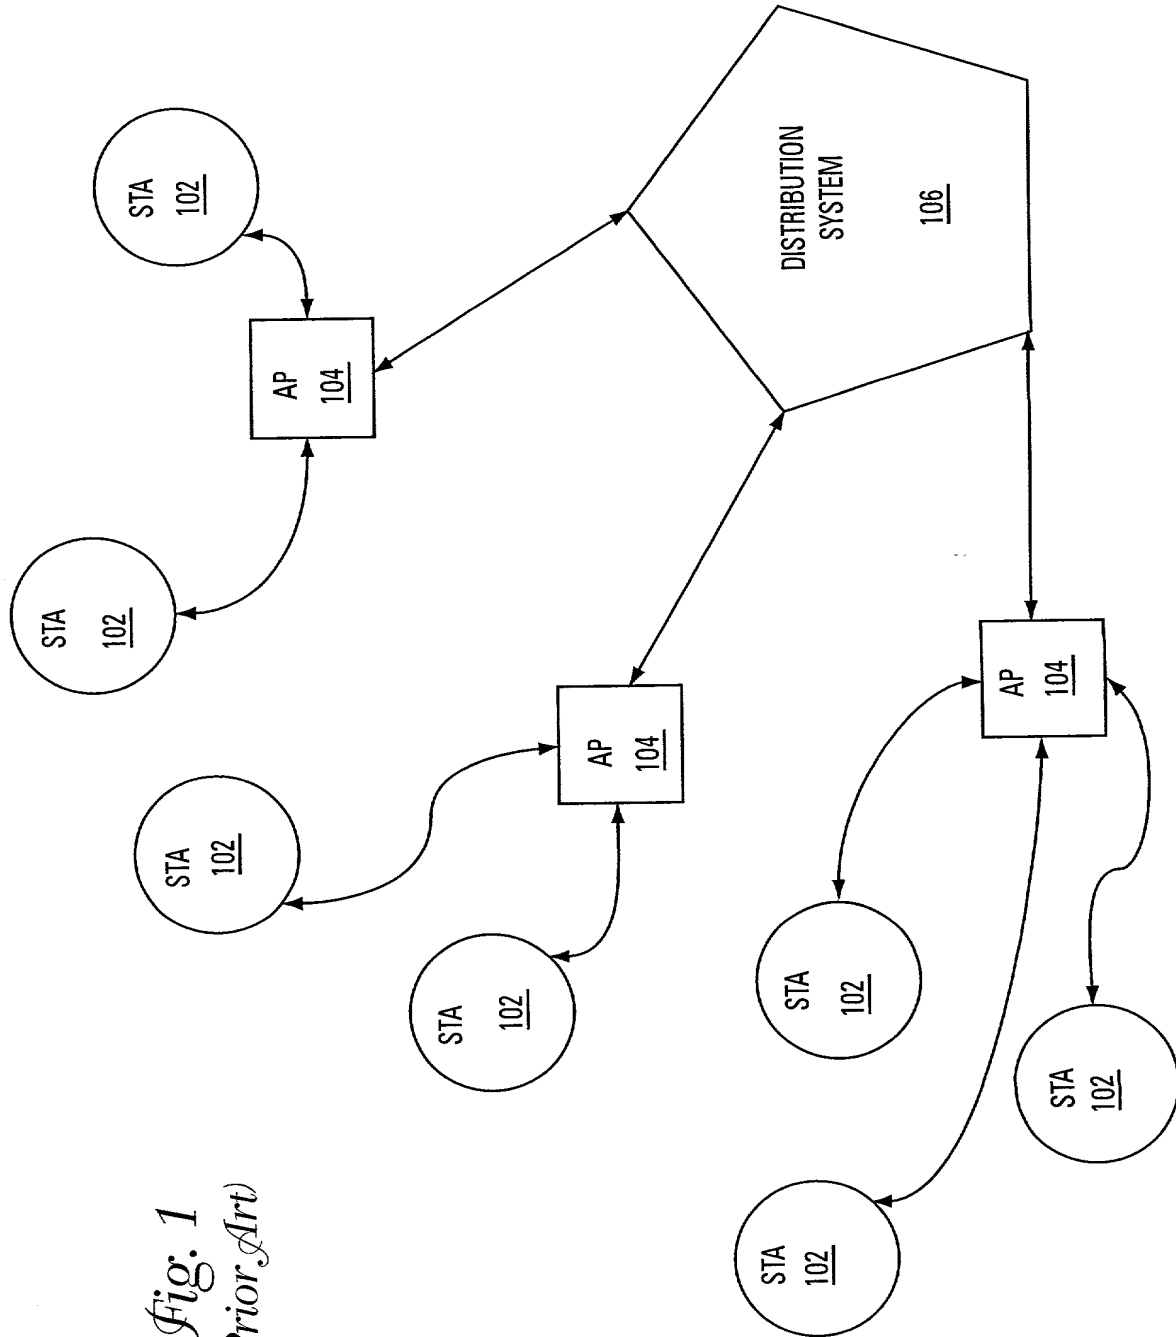 Fig. 1
Prior Art)
STA
102
STA
102
STA
102
AP
104
STA
102
AP
104
STA
102
STA
102
DISTRIBUTION
SYSTEM
106
AP
104
STA
102